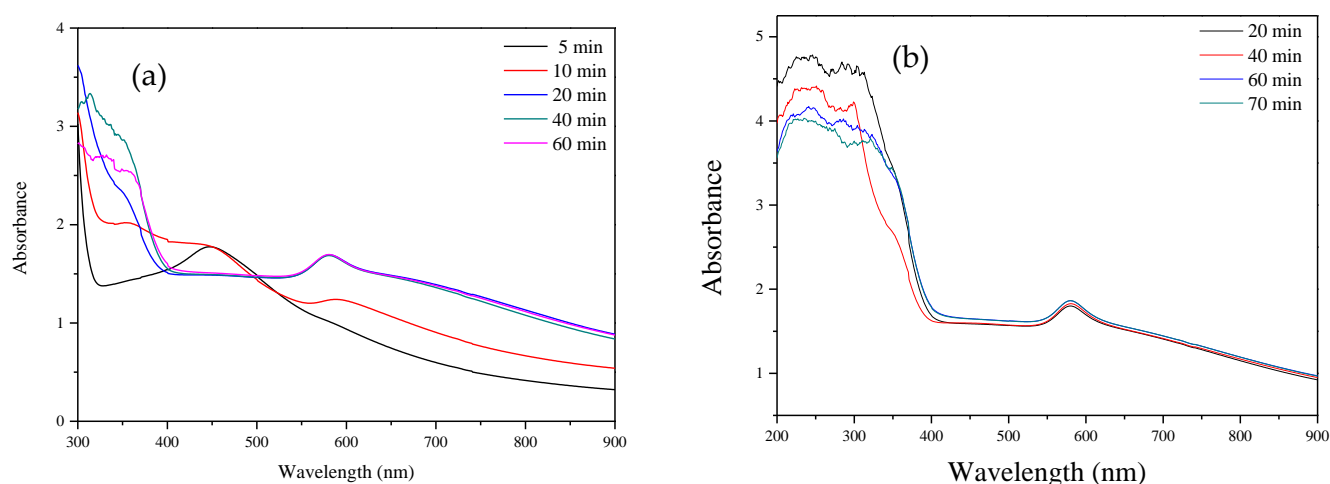 (a)
5 min
10 min
20 min
40 min
60 min
4
3
2
1
0
Absorbance
300 400 500 600 700 800 900
Wavelength (nm)
(b)
20 min
40 min
60 min
70 min
5
4
3
2
1
Absorbance
200 300 400 500 600 700 800 900
Wavelength (nm)